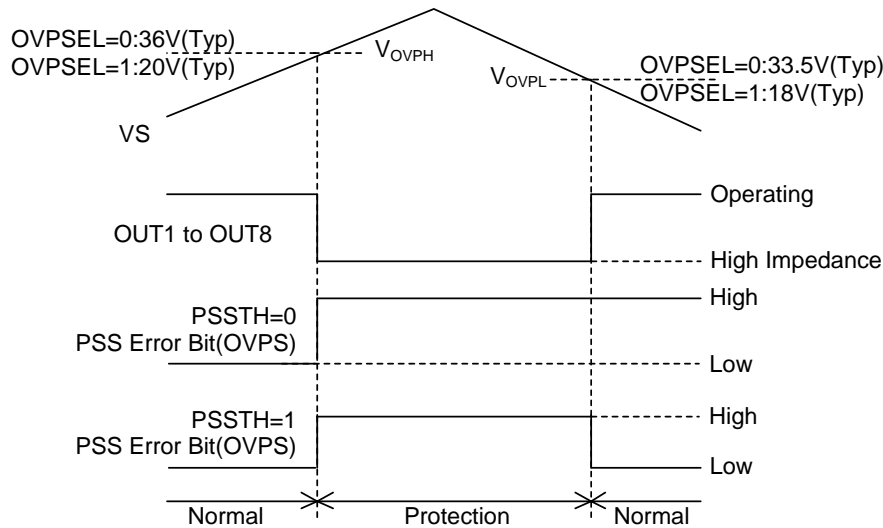 OVPSEL=0:36V(Typ)
OVPSEL=1:20V(Typ)
VOVPH
VOVPL
OVPSEL=0:33.5V(Typ)
OVPSEL=1:18V(Typ)
VS
Operating
OUT1 to OUT8
High Impedance
High
PSSTH=0
PSS Error Bit(OVPS)
Low
High
PSSTH=1
PSS Error Bit(OVPS)
Low
Normal
Protection
Normal